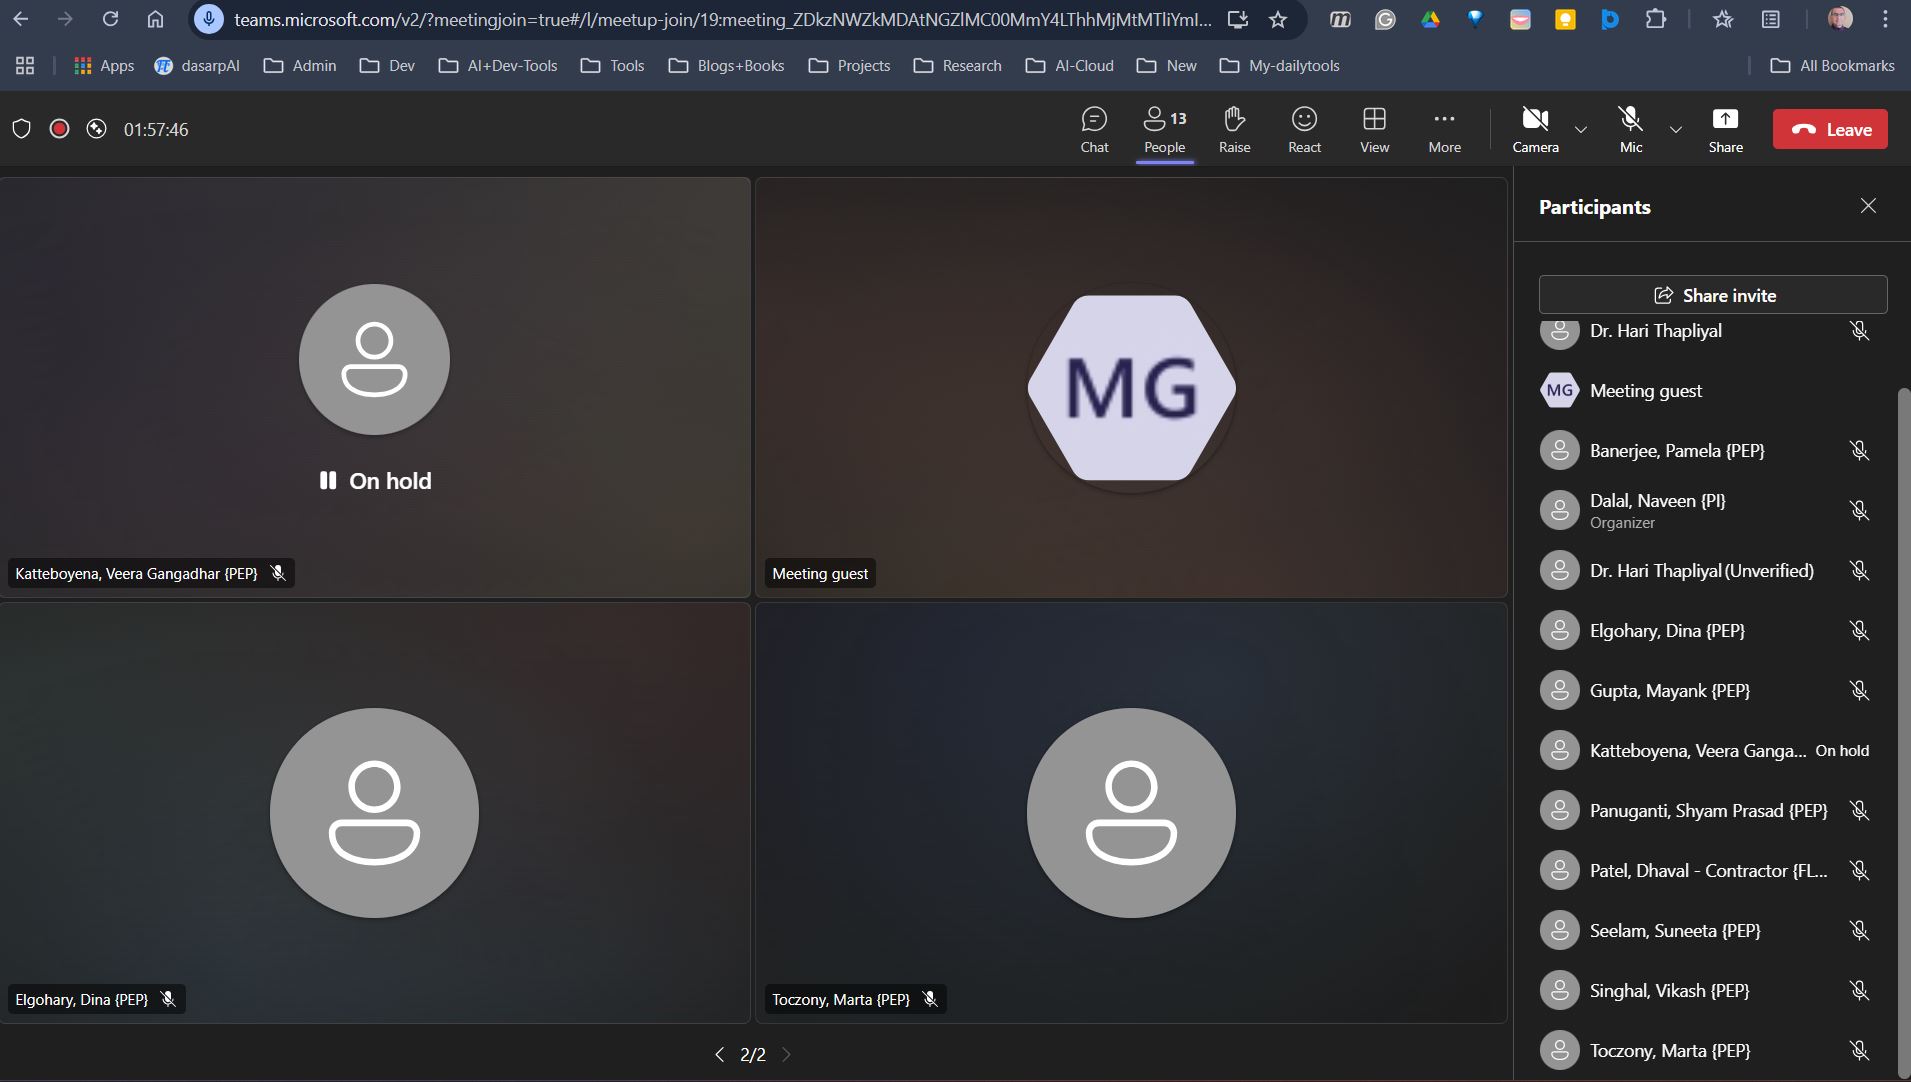 teams.microsoft.com/v2/?meetingjoin=true#/l/meetup-join/19:meeting_ZDkzNWZkMDAtNGZlMC00MmY4LThhMjMtMTliYmI...
Apps dasarpAI Admin Dev AI+Dev-Tools Tools Blogs+Books Projects Research AI-Cloud New My-dailytools All Bookmarks
01:57:46
13
Chat People Raise React View More Camera Mic Share Leave
Participants
Share invite
Dr. Hari Thapliyal
MG Meeting guest
Banerjee, Pamela {PEP}
Dalal, Naveen {PI}
Organizer
Dr. Hari Thapliyal (Unverified)
Elgohary, Dina {PEP}
Gupta, Mayank {PEP}
Katteboyena, Veera Ganga... On hold
Panuganti, Shyam Prasad {PEP}
Patel, Dhaval - Contractor {FL...
Seelam, Suneeta {PEP}
Singhal, Vikash {PEP}
Toczony, Marta {PEP}
On hold
Katteboyena, Veera Gangadhar {PEP}
MG
Meeting guest
Elgohary, Dina {PEP}
Toczony, Marta {PEP}
2/2